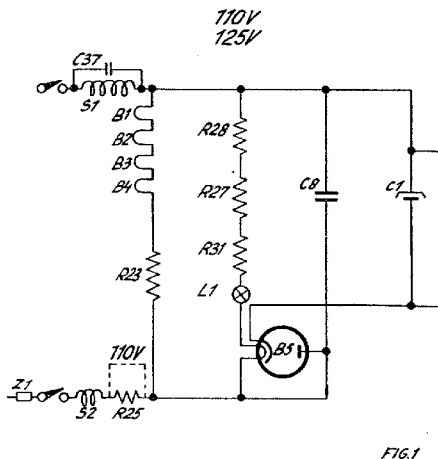 110V
125V
C37
S1
B1
B2
B3
B4
R28
R27
R31
L1
C8
C1
R23
B5
110V
Z1
S2
R25
FIG.1